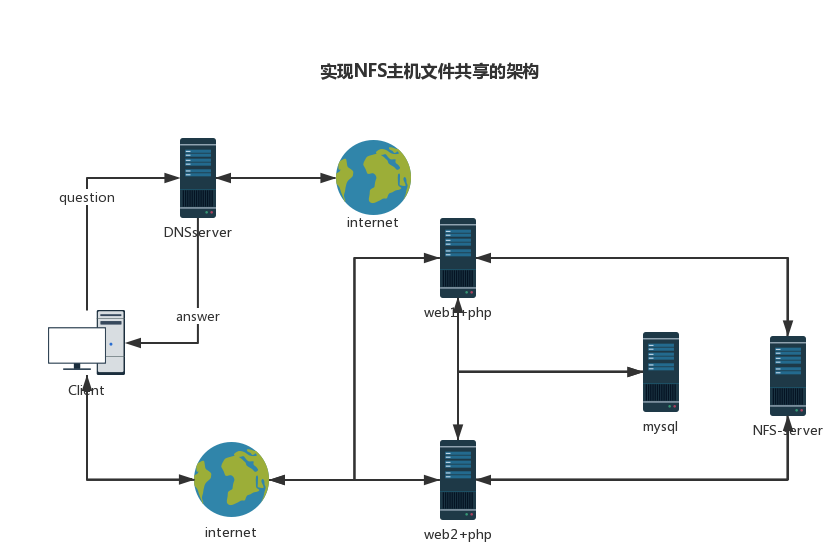 实现NFS主机文件共享的架构
question
DNSserver
internet
answer
web1+php
Client
mysql
NFS-server
internet
web2+php